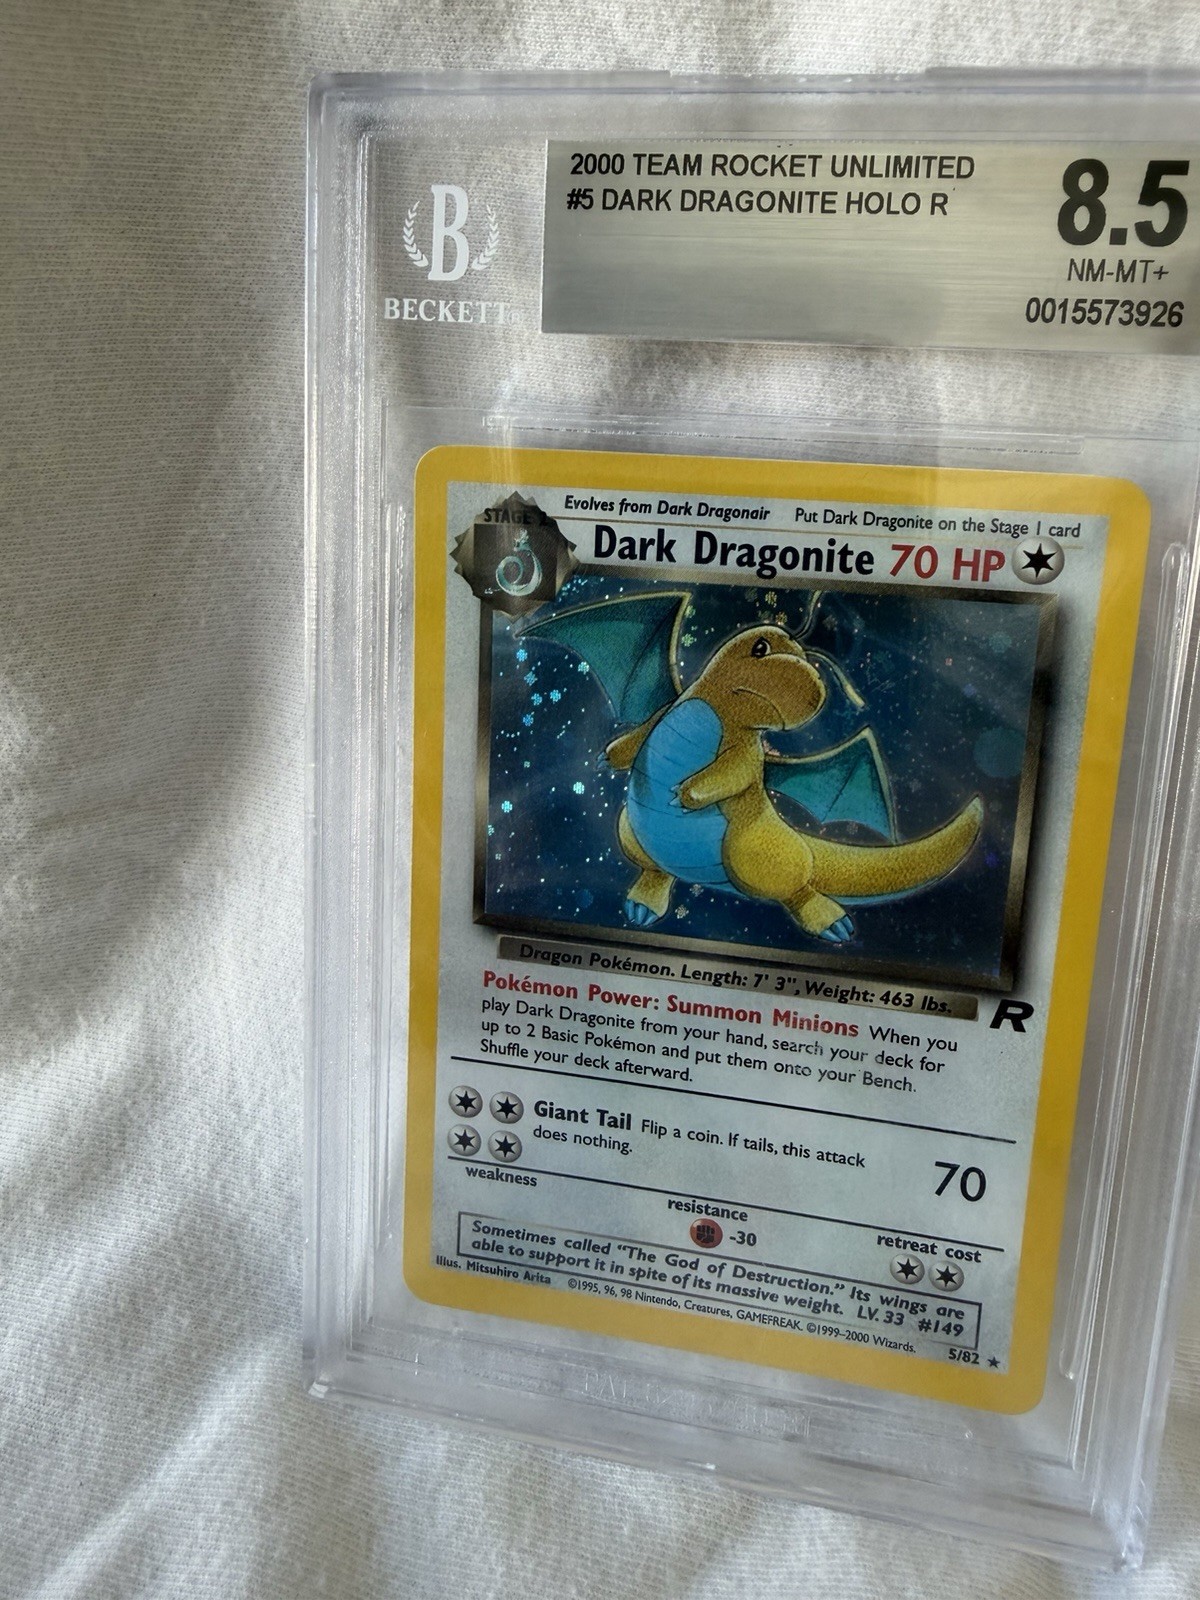 2000 TEAM ROCKET UNLIMITED
#5 DARK DRAGONITE HOLO R
8.5
NM-MT+
0015573926
B
BECKETT
Evolves from Dark Dragonair Put Dark Dragonite on the Stage 1 card
STAGE
Dark Dragonite 70 HP
Dragon Pokémon. Length: 7' 3", Weight: 463 lbs.
R
Pokémon Power: Summon Minions When you
play Dark Dragonite from your hand, search your deck for
up to 2 Basic Pokémon and put them onto your Bench.
Shuffle your deck afterward.
Giant Tail Flip a coin. If tails, this attack
does nothing.
70
weakness
resistance
-30
retreat cost
Sometimes called “The God of Destruction.” Its wings are
able to support it in spite of its massive weight. LV. 33 #149
Illus. Mitsuhiro Arita ©1995, 96, 98 Nintendo, Creatures, GAMEFREAK. ©1999–2000 Wizards.
5/82 ★